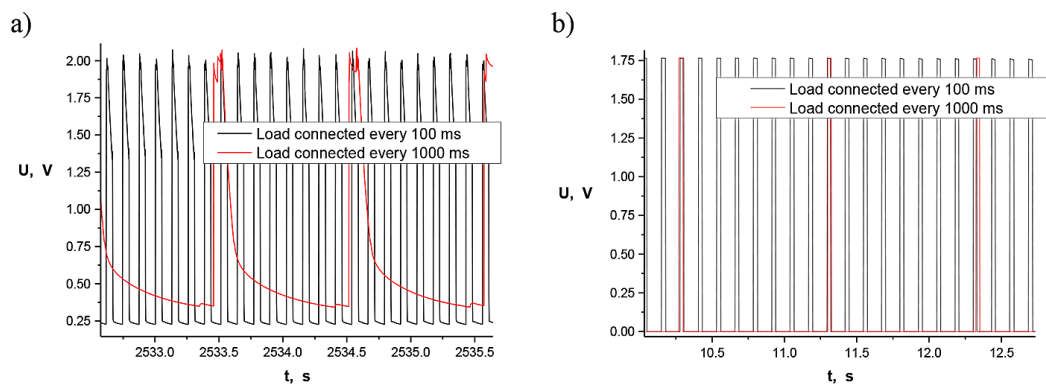 a)
2.00
1.75
1.50
1.25
1.00
0.75
0.50
0.25
U, V
Load connected every 100 ms
Load connected every 1000 ms
2533.0 2533.5 2534.0 2534.5 2535.0 2535.5
t, s
b)
1.75
1.50
1.25
1.00
0.75
0.50
0.25
0.00
U, V
Load connected every 100 ms
Load connected every 1000 ms
10.5 11.0 11.5 12.0 12.5
t, s